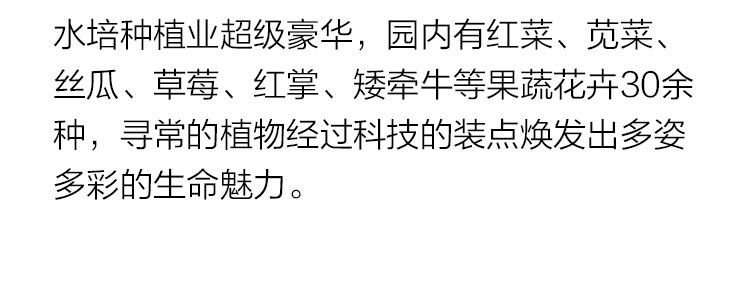 水培种植业超级豪华，园内有红菜、苋菜、
丝瓜、草莓、红掌、矮牵牛等果蔬花卉30余
种，寻常的植物经过科技的装点焕发出多姿
多彩的生命魅力。